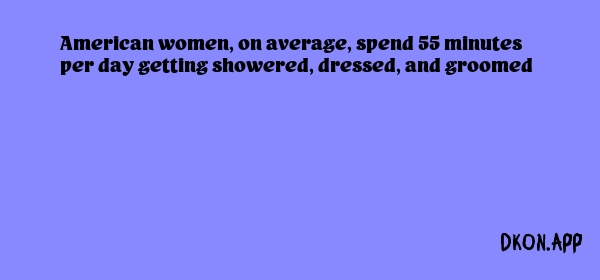 American women, on average, spend 55 minutes
per day getting showered, dressed, and groomed
DKON.APP